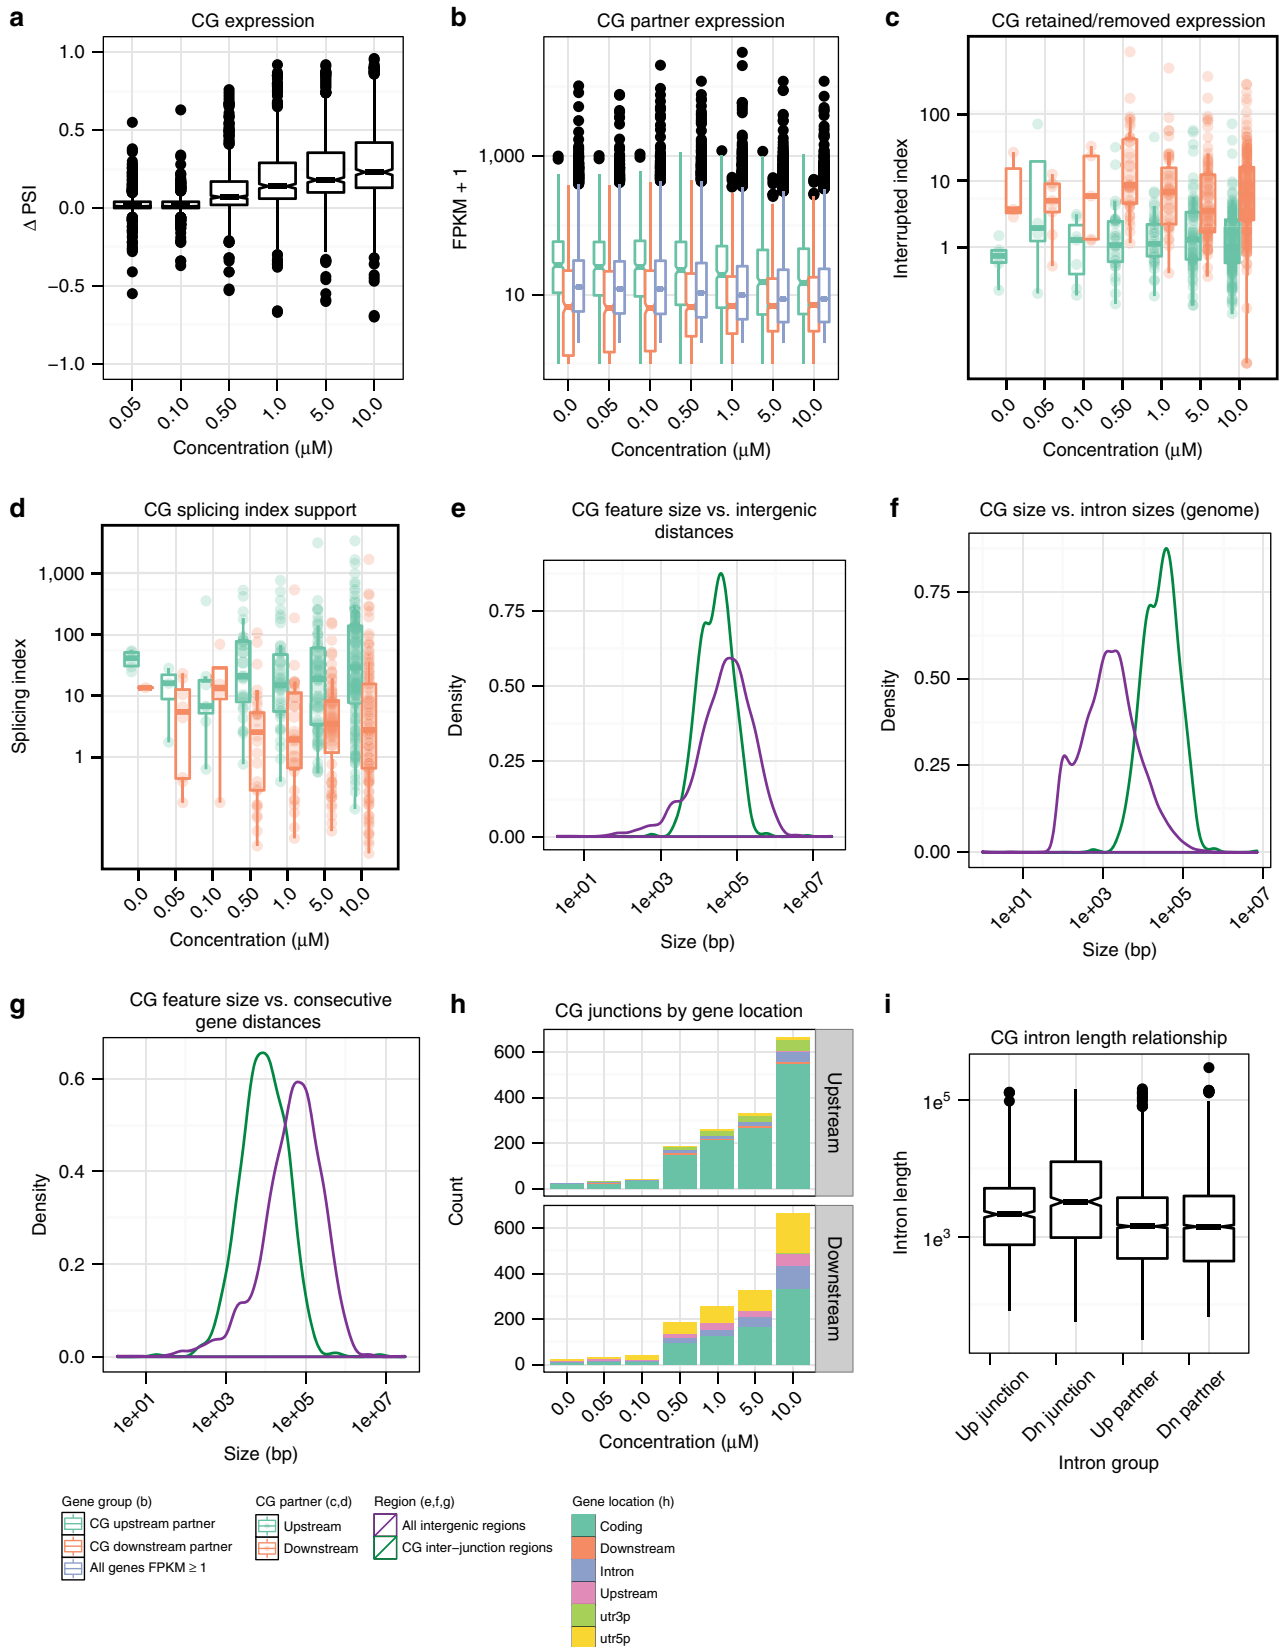 a
CG expression
1.0
0.5
0.0
−0.5
−1.0
Δ PSI
0.05
0.10
0.50
1.0
5.0
10.0
Concentration (μM)
b
CG partner expression
1,000
10
FPKM + 1
0.0
0.05
0.10
0.50
1.0
5.0
10.0
Concentration (μM)
c
CG retained/removed expression
100
10
1
Interrupted index
0.0
0.05
0.10
0.50
1.0
5.0
10.0
Concentration (μM)
d
CG splicing index support
1,000
100
10
1
Splicing index
0.0
0.05
0.10
0.50
1.0
5.0
10.0
Concentration (μM)
e
CG feature size vs. intergenic
distances
0.75
0.50
0.25
0.00
Density
1e+01
1e+03
1e+05
1e+07
Size (bp)
f
CG size vs. intron sizes (genome)
0.75
0.50
0.25
0.00
Density
1e+01
1e+03
1e+05
1e+07
Size (bp)
g
CG feature size vs. consecutive
gene distances
0.6
0.4
0.2
0.0
Density
1e+01
1e+03
1e+05
1e+07
Size (bp)
h
CG junctions by gene location
600
400
200
0
Upstream
600
400
200
0
Downstream
Count
0.0
0.05
0.10
0.50
1.0
5.0
10.0
Concentration (μM)
i
CG intron length relationship
1e5
1e3
Intron length
Up junction
Dn junction
Up partner
Dn partner
Intron group
Gene group (b)
CG upstream partner
CG downstream partner
All genes FPKM ≥ 1
CG partner (c,d)
Upstream
Downstream
Region (e,f,g)
All intergenic regions
CG inter−junction regions
Gene location (h)
Coding
Downstream
Intron
Upstream
utr3p
utr5p